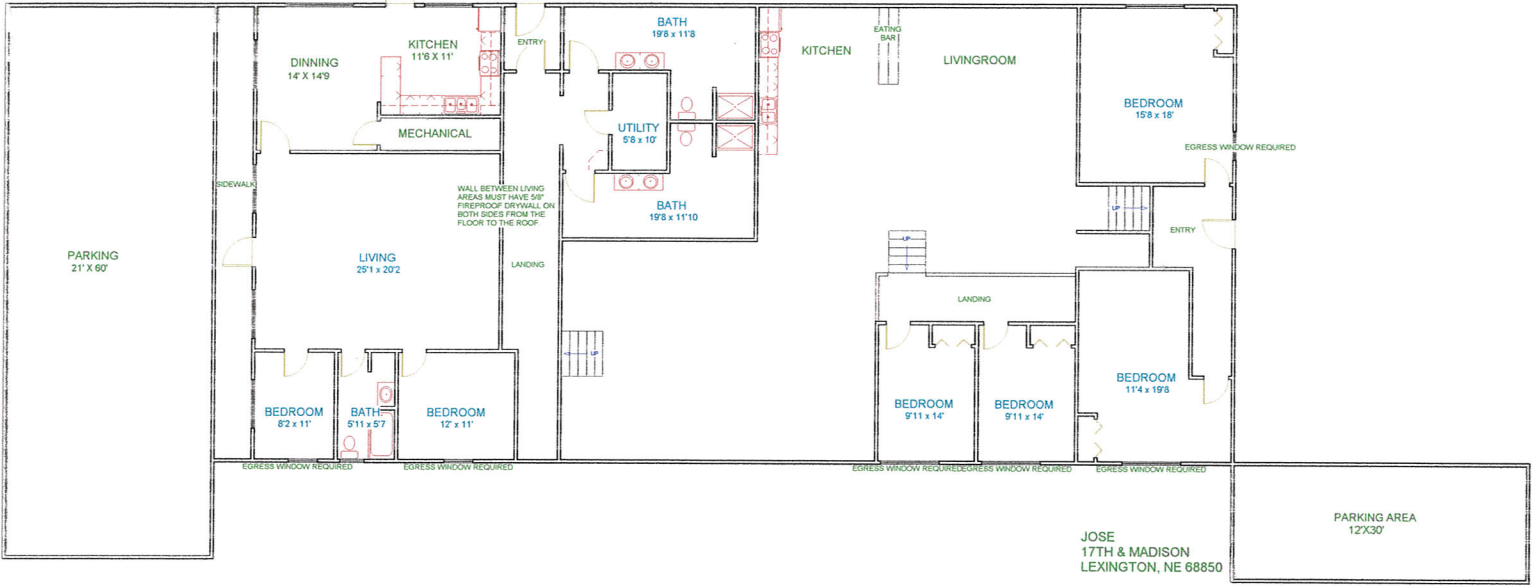 PARKING
21' X 60'
SIDEWALK
DINNING
14' X 14'9
KITCHEN
11'6 X 11'
MECHANICAL
LIVING
25'1 x 20'2
BEDROOM
8'2 x 11'
BATH
5'11 x 5'7
BEDROOM
12' x 11'
EGRESS WINDOW REQUIRED
EGRESS WINDOW REQUIRED
ENTRY
WALL BETWEEN LIVING
AREAS MUST HAVE 5/8"
FIREPROOF DRYWALL ON
BOTH SIDES FROM THE
FLOOR TO THE ROOF
LANDING
UP
BATH
19'8 x 11'8
UTILITY
5'8 x 10'
BATH
19'8 x 11'10
KITCHEN
EATING
BAR
LIVINGROOM
BEDROOM
15'8 x 18'
EGRESS WINDOW REQUIRED
UP
ENTRY
UP
LANDING
BEDROOM
9'11 x 14'
BEDROOM
9'11 x 14'
BEDROOM
11'4 x 19'8
EGRESS WINDOW REQUIRED
EGRESS WINDOW REQUIRED
EGRESS WINDOW REQUIRED
JOSE
17TH & MADISON
LEXINGTON, NE 68850
PARKING AREA
12'X30'